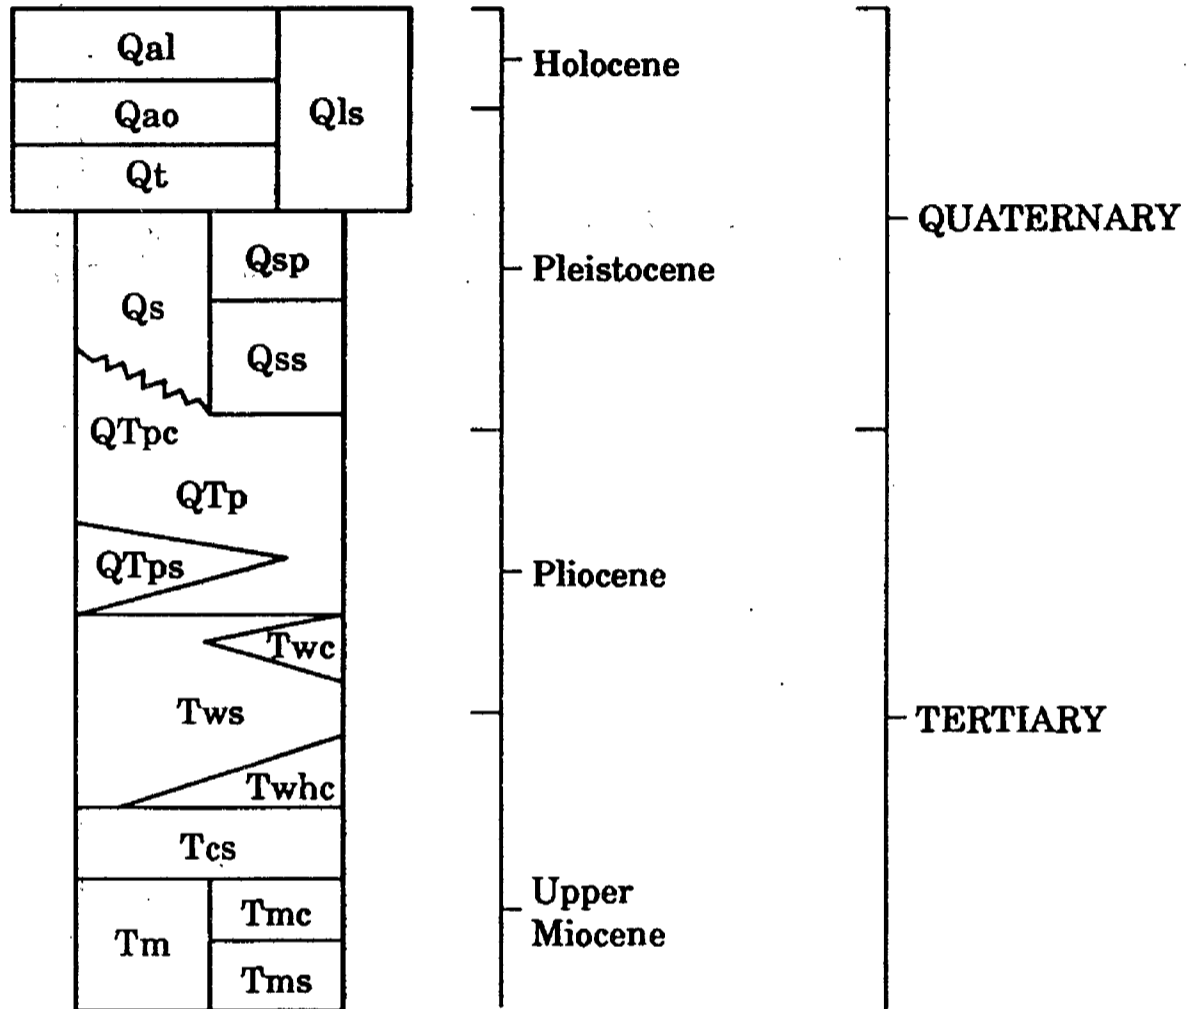 Qal
Qao
Qt
Qls
Qs
Qsp
Qss
QTpc
QTp
QTps
Twc
Tws
Twhc
Tcs
Tm
Tmc
Tms
Holocene
Pleistocene
Pliocene
Upper
Miocene
QUATERNARY
TERTIARY